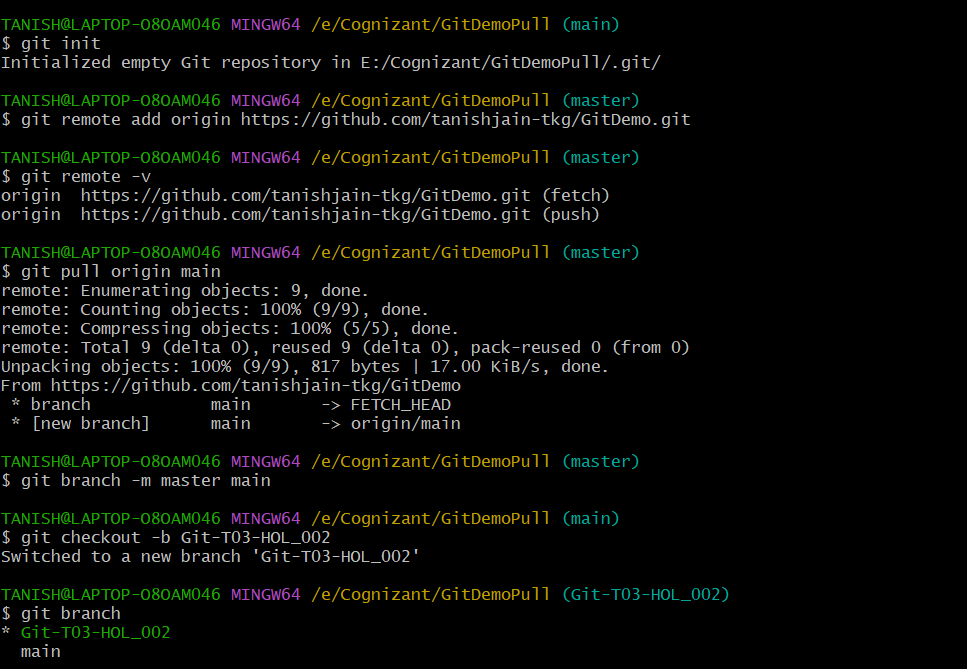 TANISH@LAPTOP-O8OAMO46 MINGW64 /e/Cognizant/GitDemoPull (main)
$ git init
Initialized empty Git repository in E:/Cognizant/GitDemoPull/.git/
TANISH@LAPTOP-O8OAMO46 MINGW64 /e/Cognizant/GitDemoPull (master)
$ git remote add origin https://github.com/tanishjain-tkg/GitDemo.git
TANISH@LAPTOP-O8OAMO46 MINGW64 /e/Cognizant/GitDemoPull (master)
$ git remote -v
origin  https://github.com/tanishjain-tkg/GitDemo.git (fetch)
origin  https://github.com/tanishjain-tkg/GitDemo.git (push)
TANISH@LAPTOP-O8OAMO46 MINGW64 /e/Cognizant/GitDemoPull (master)
$ git pull origin main
remote: Enumerating objects: 9, done.
remote: Counting objects: 100% (9/9), done.
remote: Compressing objects: 100% (5/5), done.
remote: Total 9 (delta 0), reused 9 (delta 0), pack-reused 0 (from 0)
Unpacking objects: 100% (9/9), 817 bytes | 17.00 KiB/s, done.
From https://github.com/tanishjain-tkg/GitDemo
 * branch            main       -> FETCH_HEAD
 * [new branch]      main       -> origin/main
TANISH@LAPTOP-O8OAMO46 MINGW64 /e/Cognizant/GitDemoPull (master)
$ git branch -m master main
TANISH@LAPTOP-O8OAMO46 MINGW64 /e/Cognizant/GitDemoPull (main)
$ git checkout -b Git-T03-HOL_002
Switched to a new branch 'Git-T03-HOL_002'
TANISH@LAPTOP-O8OAMO46 MINGW64 /e/Cognizant/GitDemoPull (Git-T03-HOL_002)
$ git branch
* Git-T03-HOL_002
  main